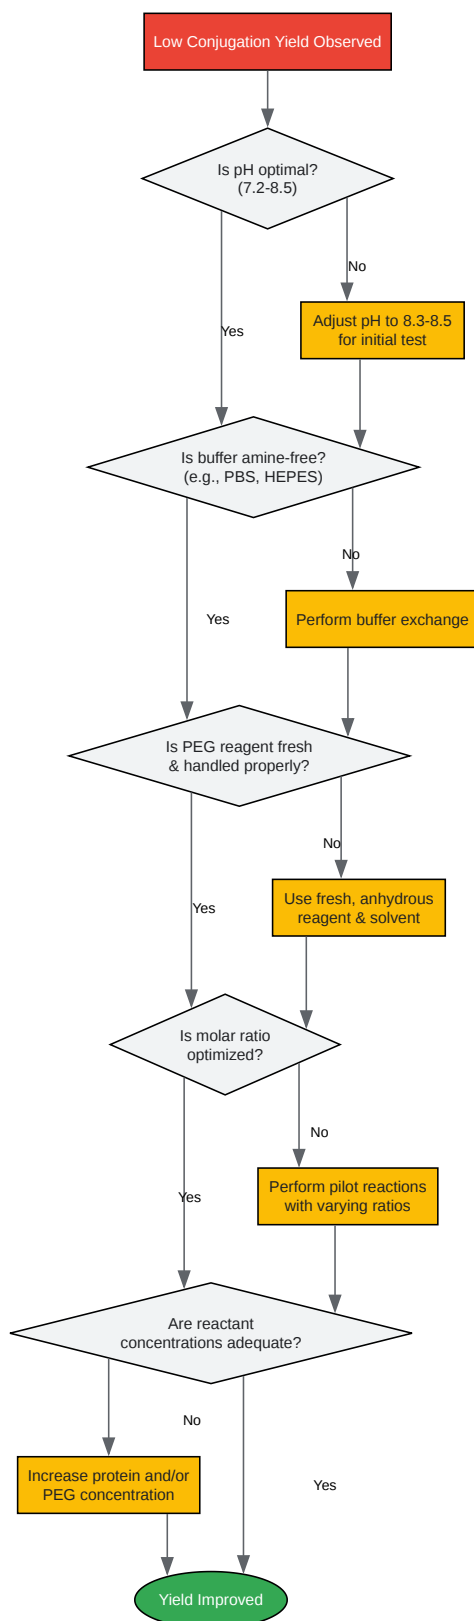 Low Conjugation Yield Observed
Is pH optimal?
(7.2-8.5)
No
Adjust pH to 8.3-8.5
for initial test
Yes
Is buffer amine-free?
(e.g., PBS, HEPES)
No
Yes
Perform buffer exchange
Is PEG reagent fresh
& handled properly?
No
Use fresh, anhydrous
reagent & solvent
Yes
Is molar ratio
optimized?
No
Perform pilot reactions
with varying ratios
Yes
Are reactant
concentrations adequate?
No
Increase protein and/or
PEG concentration
Yes
Yield Improved